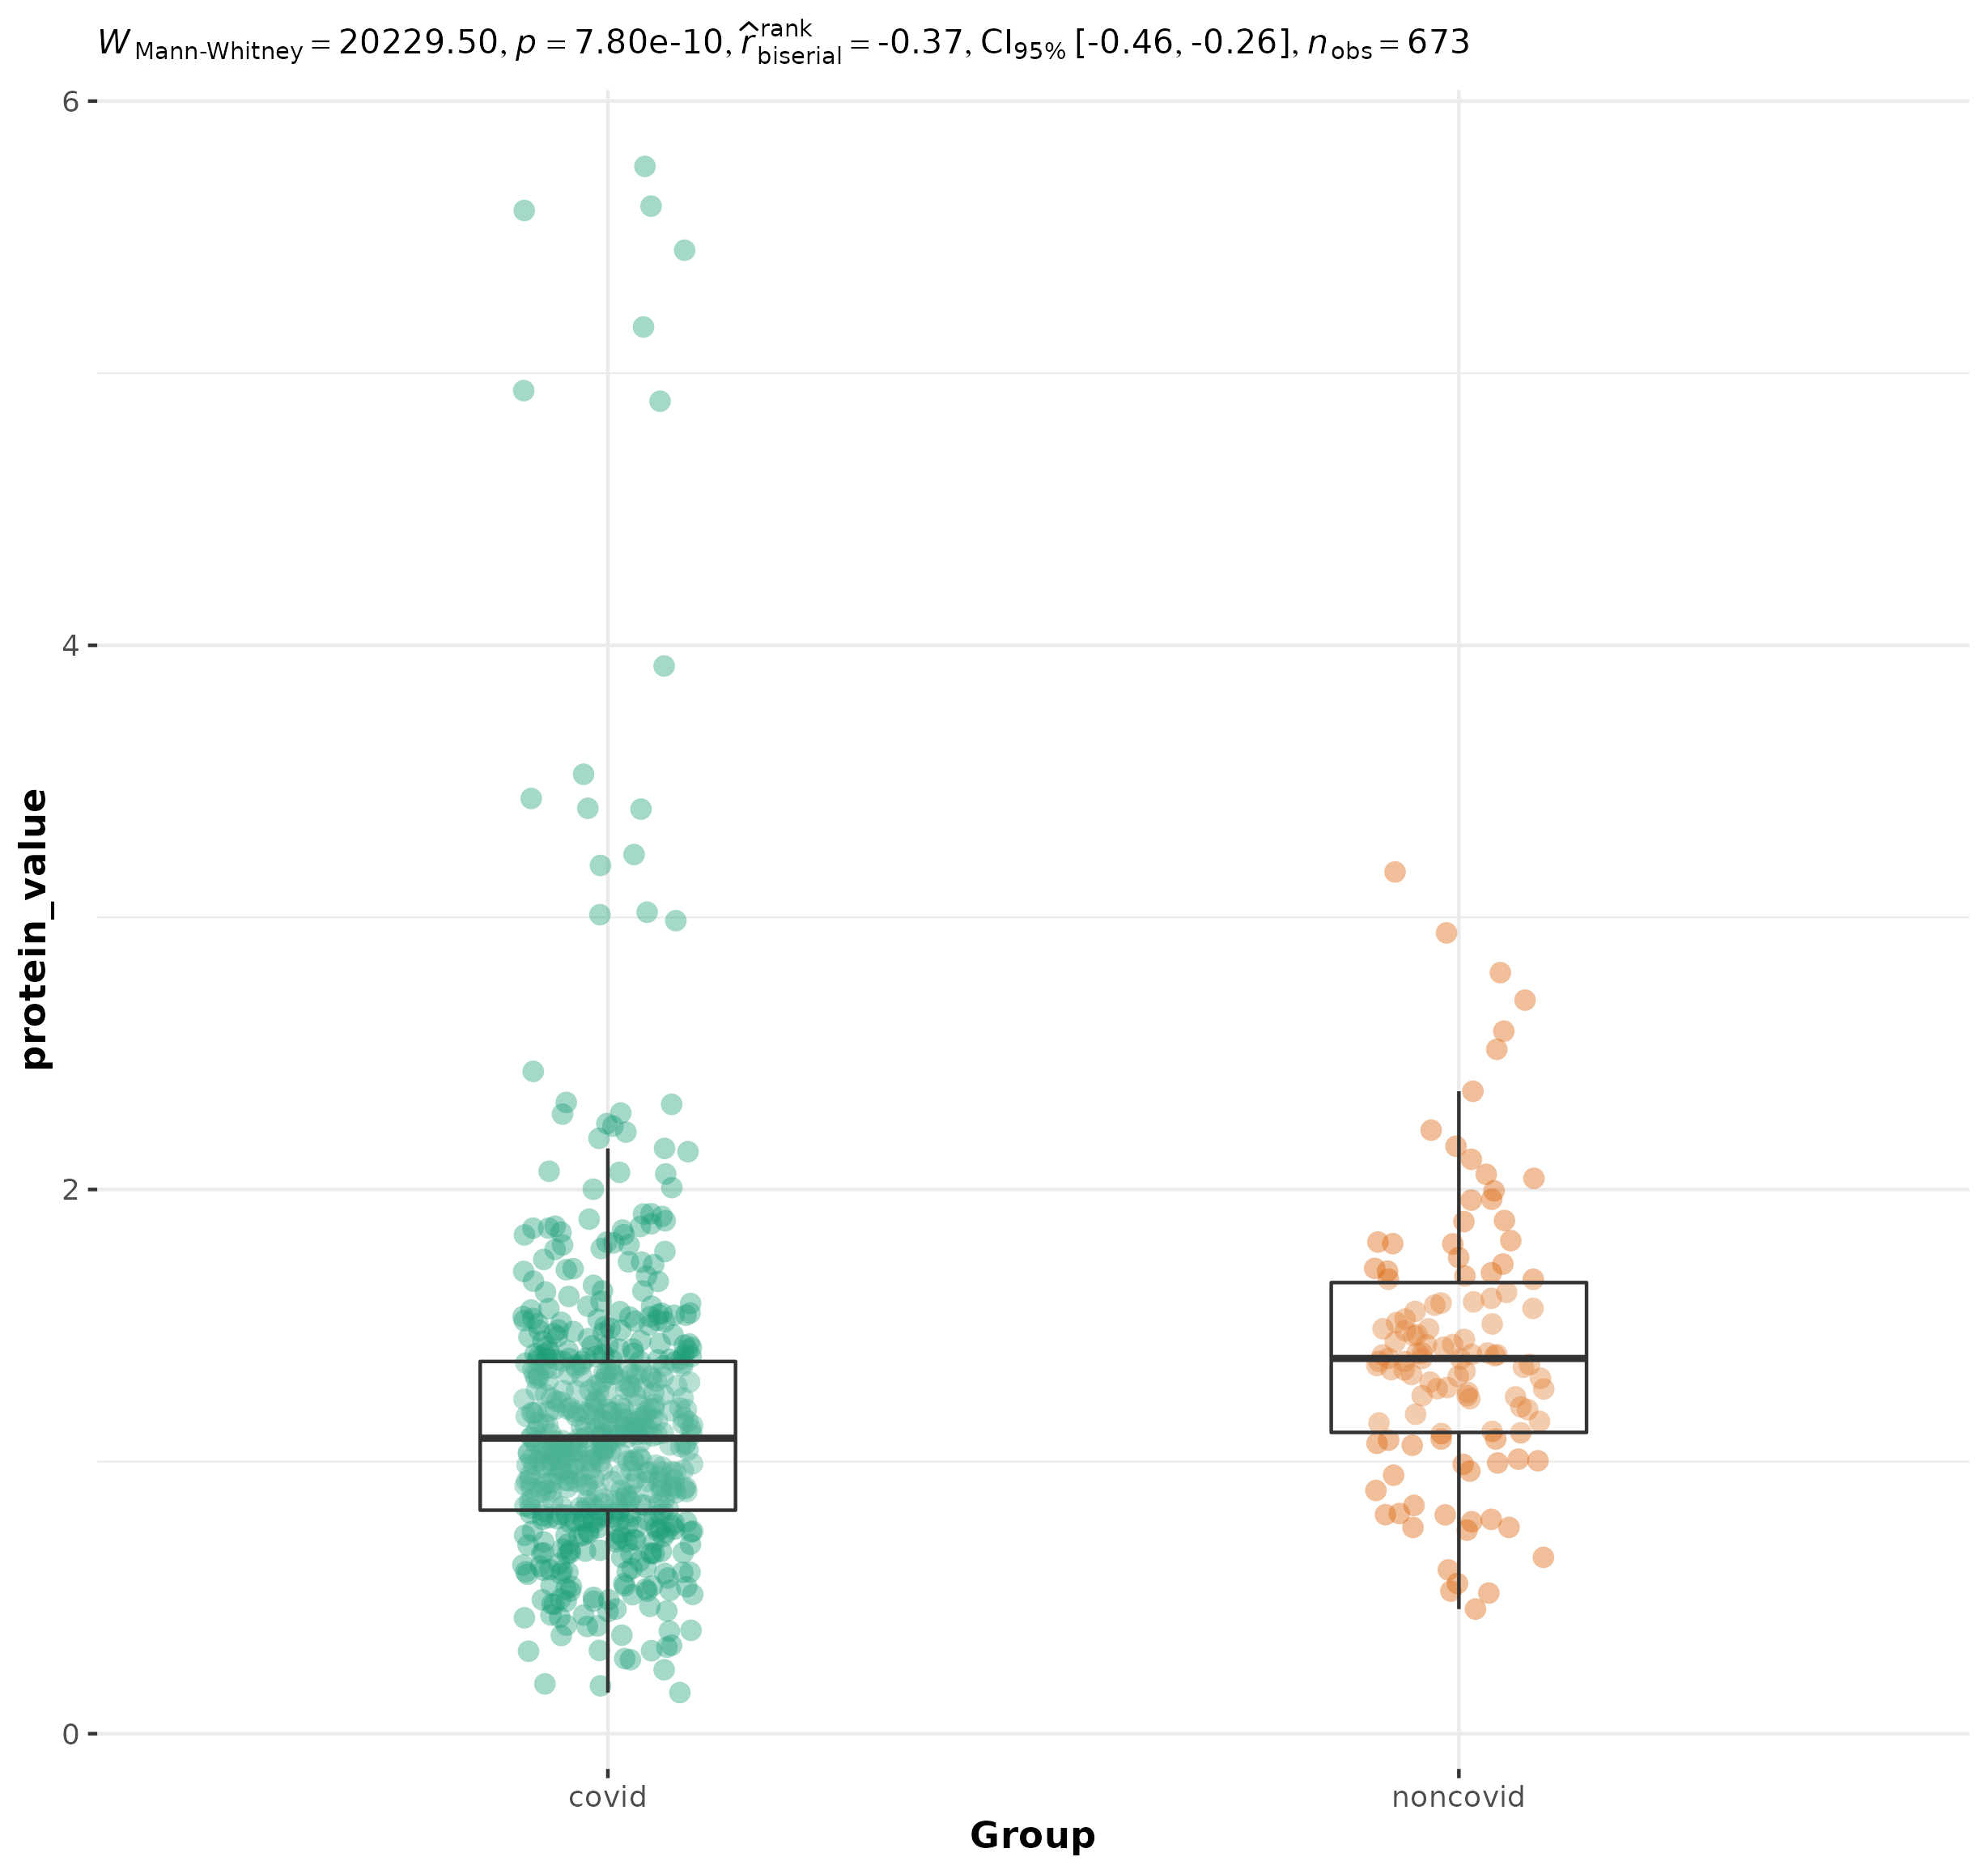 W Mann-Whitney = 20229.50, p = 7.80e-10, r̂ rank biserial = -0.37, CI95% [-0.46, -0.26], nobs = 673
6
4
2
0
protein_value
covid noncovid
Group